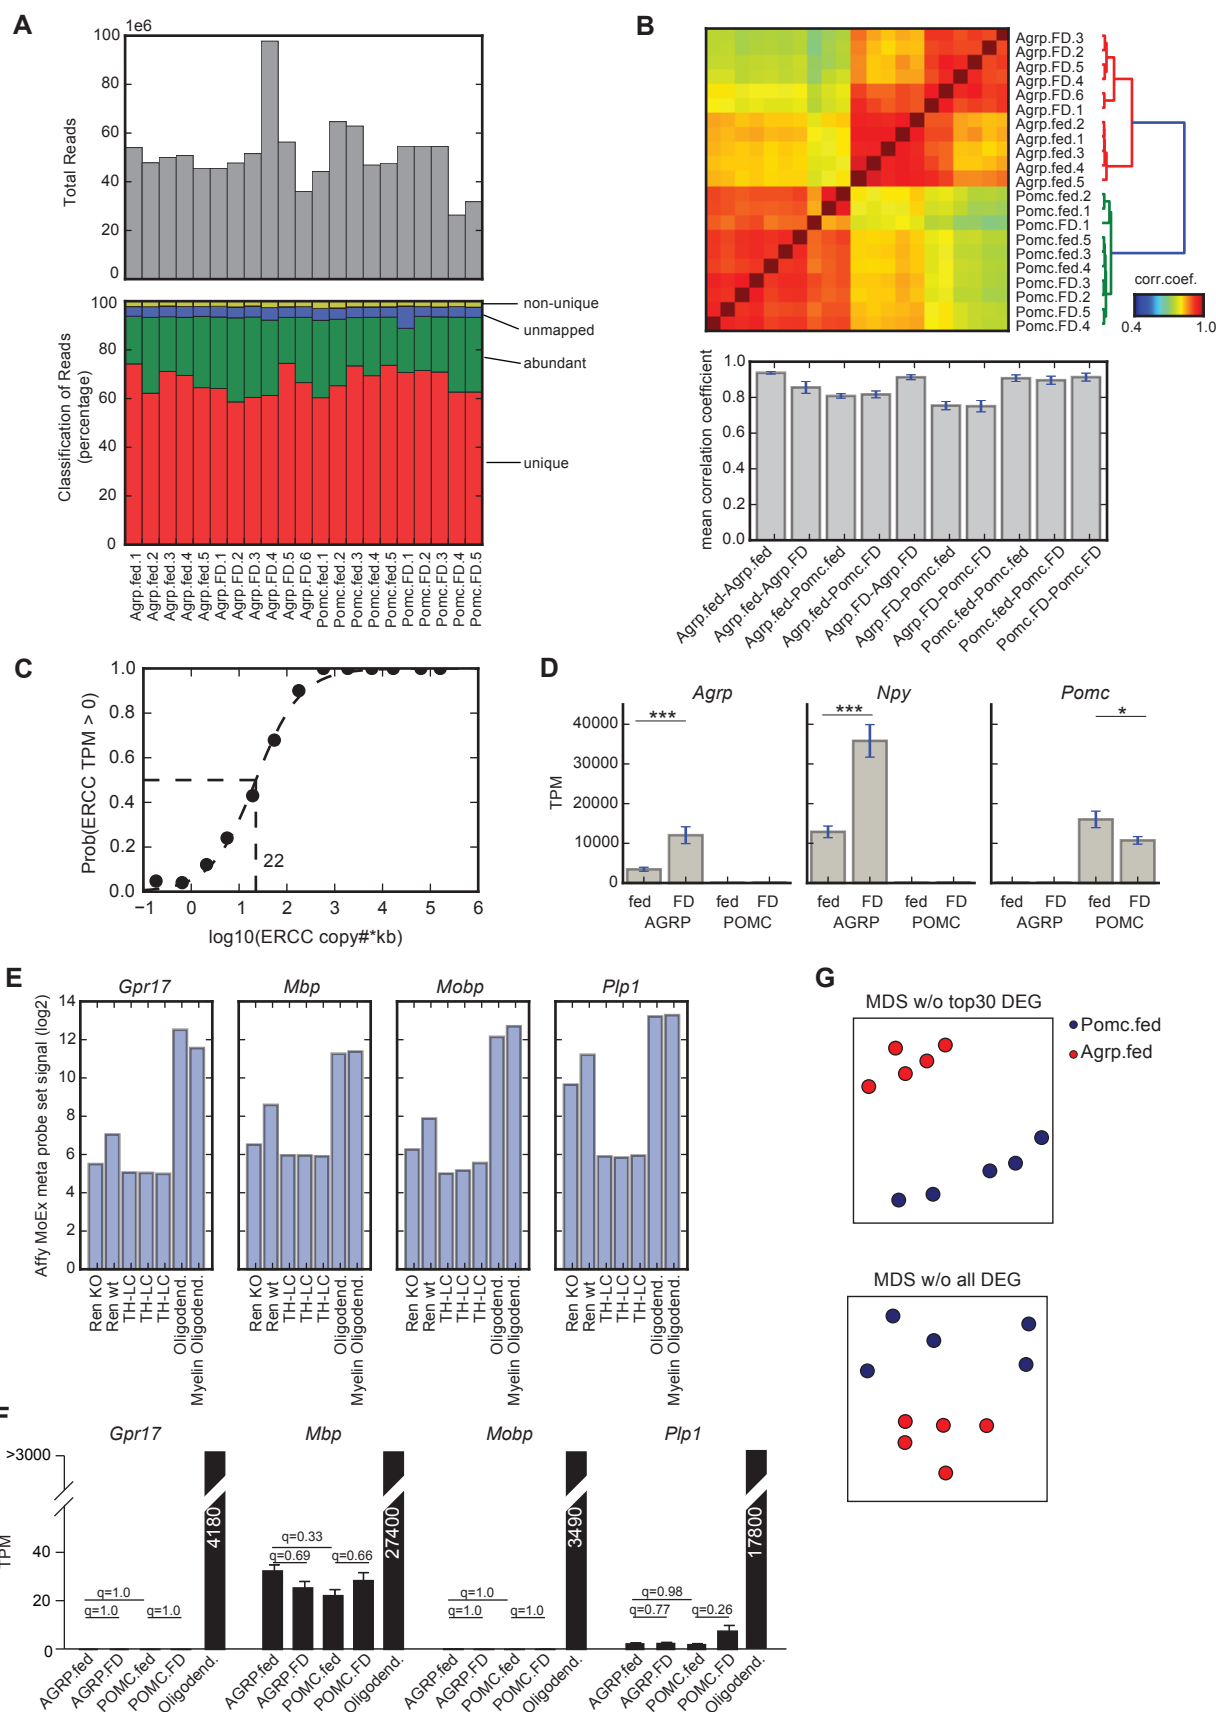 A
1e6
100
80
60
40
20
0
Total Reads
100
80
60
40
20
0
Classification of Reads
(percentage)
non-unique
unmapped
abundant
unique
Agrp.fed.1
Agrp.fed.2
Agrp.fed.3
Agrp.fed.4
Agrp.fed.5
Agrp.FD.1
Agrp.FD.2
Agrp.FD.3
Agrp.FD.4
Agrp.FD.5
Agrp.FD.6
Pomc.fed.1
Pomc.fed.2
Pomc.fed.3
Pomc.fed.4
Pomc.fed.5
Pomc.FD.1
Pomc.FD.2
Pomc.FD.3
Pomc.FD.4
Pomc.FD.5
B
Agrp.FD.3
Agrp.FD.2
Agrp.FD.5
Agrp.FD.4
Agrp.FD.6
Agrp.FD.1
Agrp.fed.2
Agrp.fed.1
Agrp.fed.3
Agrp.fed.4
Agrp.fed.5
Pomc.fed.2
Pomc.fed.1
Pomc.FD.1
Pomc.fed.5
Pomc.fed.3
Pomc.fed.4
Pomc.FD.3
Pomc.FD.2
Pomc.FD.5
Pomc.FD.4
corr.coef.
0.4 1.0
1.0
0.8
0.6
0.4
0.2
0.0
mean correlation coefficient
Agrp.fed-Agrp.fed
Agrp.fed-Agrp.FD
Agrp.fed-Pomc.fed
Agrp.fed-Pomc.FD
Agrp.FD-Agrp.FD
Agrp.FD-Pomc.fed
Agrp.FD-Pomc.FD
Pomc.fed-Pomc.fed
Pomc.fed-Pomc.FD
Pomc.FD-Pomc.FD
C
1.0
0.8
0.6
0.4
0.2
0.0
Prob(ERCC TPM > 0)
22
−1 0 1 2 3 4 5 6
log10(ERCC copy#*kb)
D
Agrp Npy Pomc
*** *** *
40000
30000
20000
10000
0
TPM
fed FD fed FD fed FD fed FD fed FD fed FD
AGRP POMC AGRP POMC AGRP POMC
E
Gpr17 Mbp Mobp Plp1
14
12
10
8
6
4
2
0
Affy MoEx meta probe set signal (log2)
Ren KO
Ren wt
TH-LC
TH-LC
TH-LC
Oligodend.
Myelin Oligodend.
Ren KO
Ren wt
TH-LC
TH-LC
TH-LC
Oligodend.
Myelin Oligodend.
Ren KO
Ren wt
TH-LC
TH-LC
TH-LC
Oligodend.
Myelin Oligodend.
Ren KO
Ren wt
TH-LC
TH-LC
TH-LC
Oligodend.
Myelin Oligodend.
F
Gpr17 Mbp Mobp Plp1
>3000
40
20
0
TPM
q=1.0
q=1.0 q=1.0
4180
q=0.33
q=0.69 q=0.66
27400
q=1.0
q=1.0 q=1.0
3490
q=0.98
q=0.77 q=0.26
17800
AGRP.fed
AGRP.FD
POMC.fed
POMC.FD
Oligodend.
AGRP.fed
AGRP.FD
POMC.fed
POMC.FD
Oligodend.
AGRP.fed
AGRP.FD
POMC.fed
POMC.FD
Oligodend.
AGRP.fed
AGRP.FD
POMC.fed
POMC.FD
Oligodend.
G
MDS w/o top30 DEG
Pomc.fed
Agrp.fed
MDS w/o all DEG